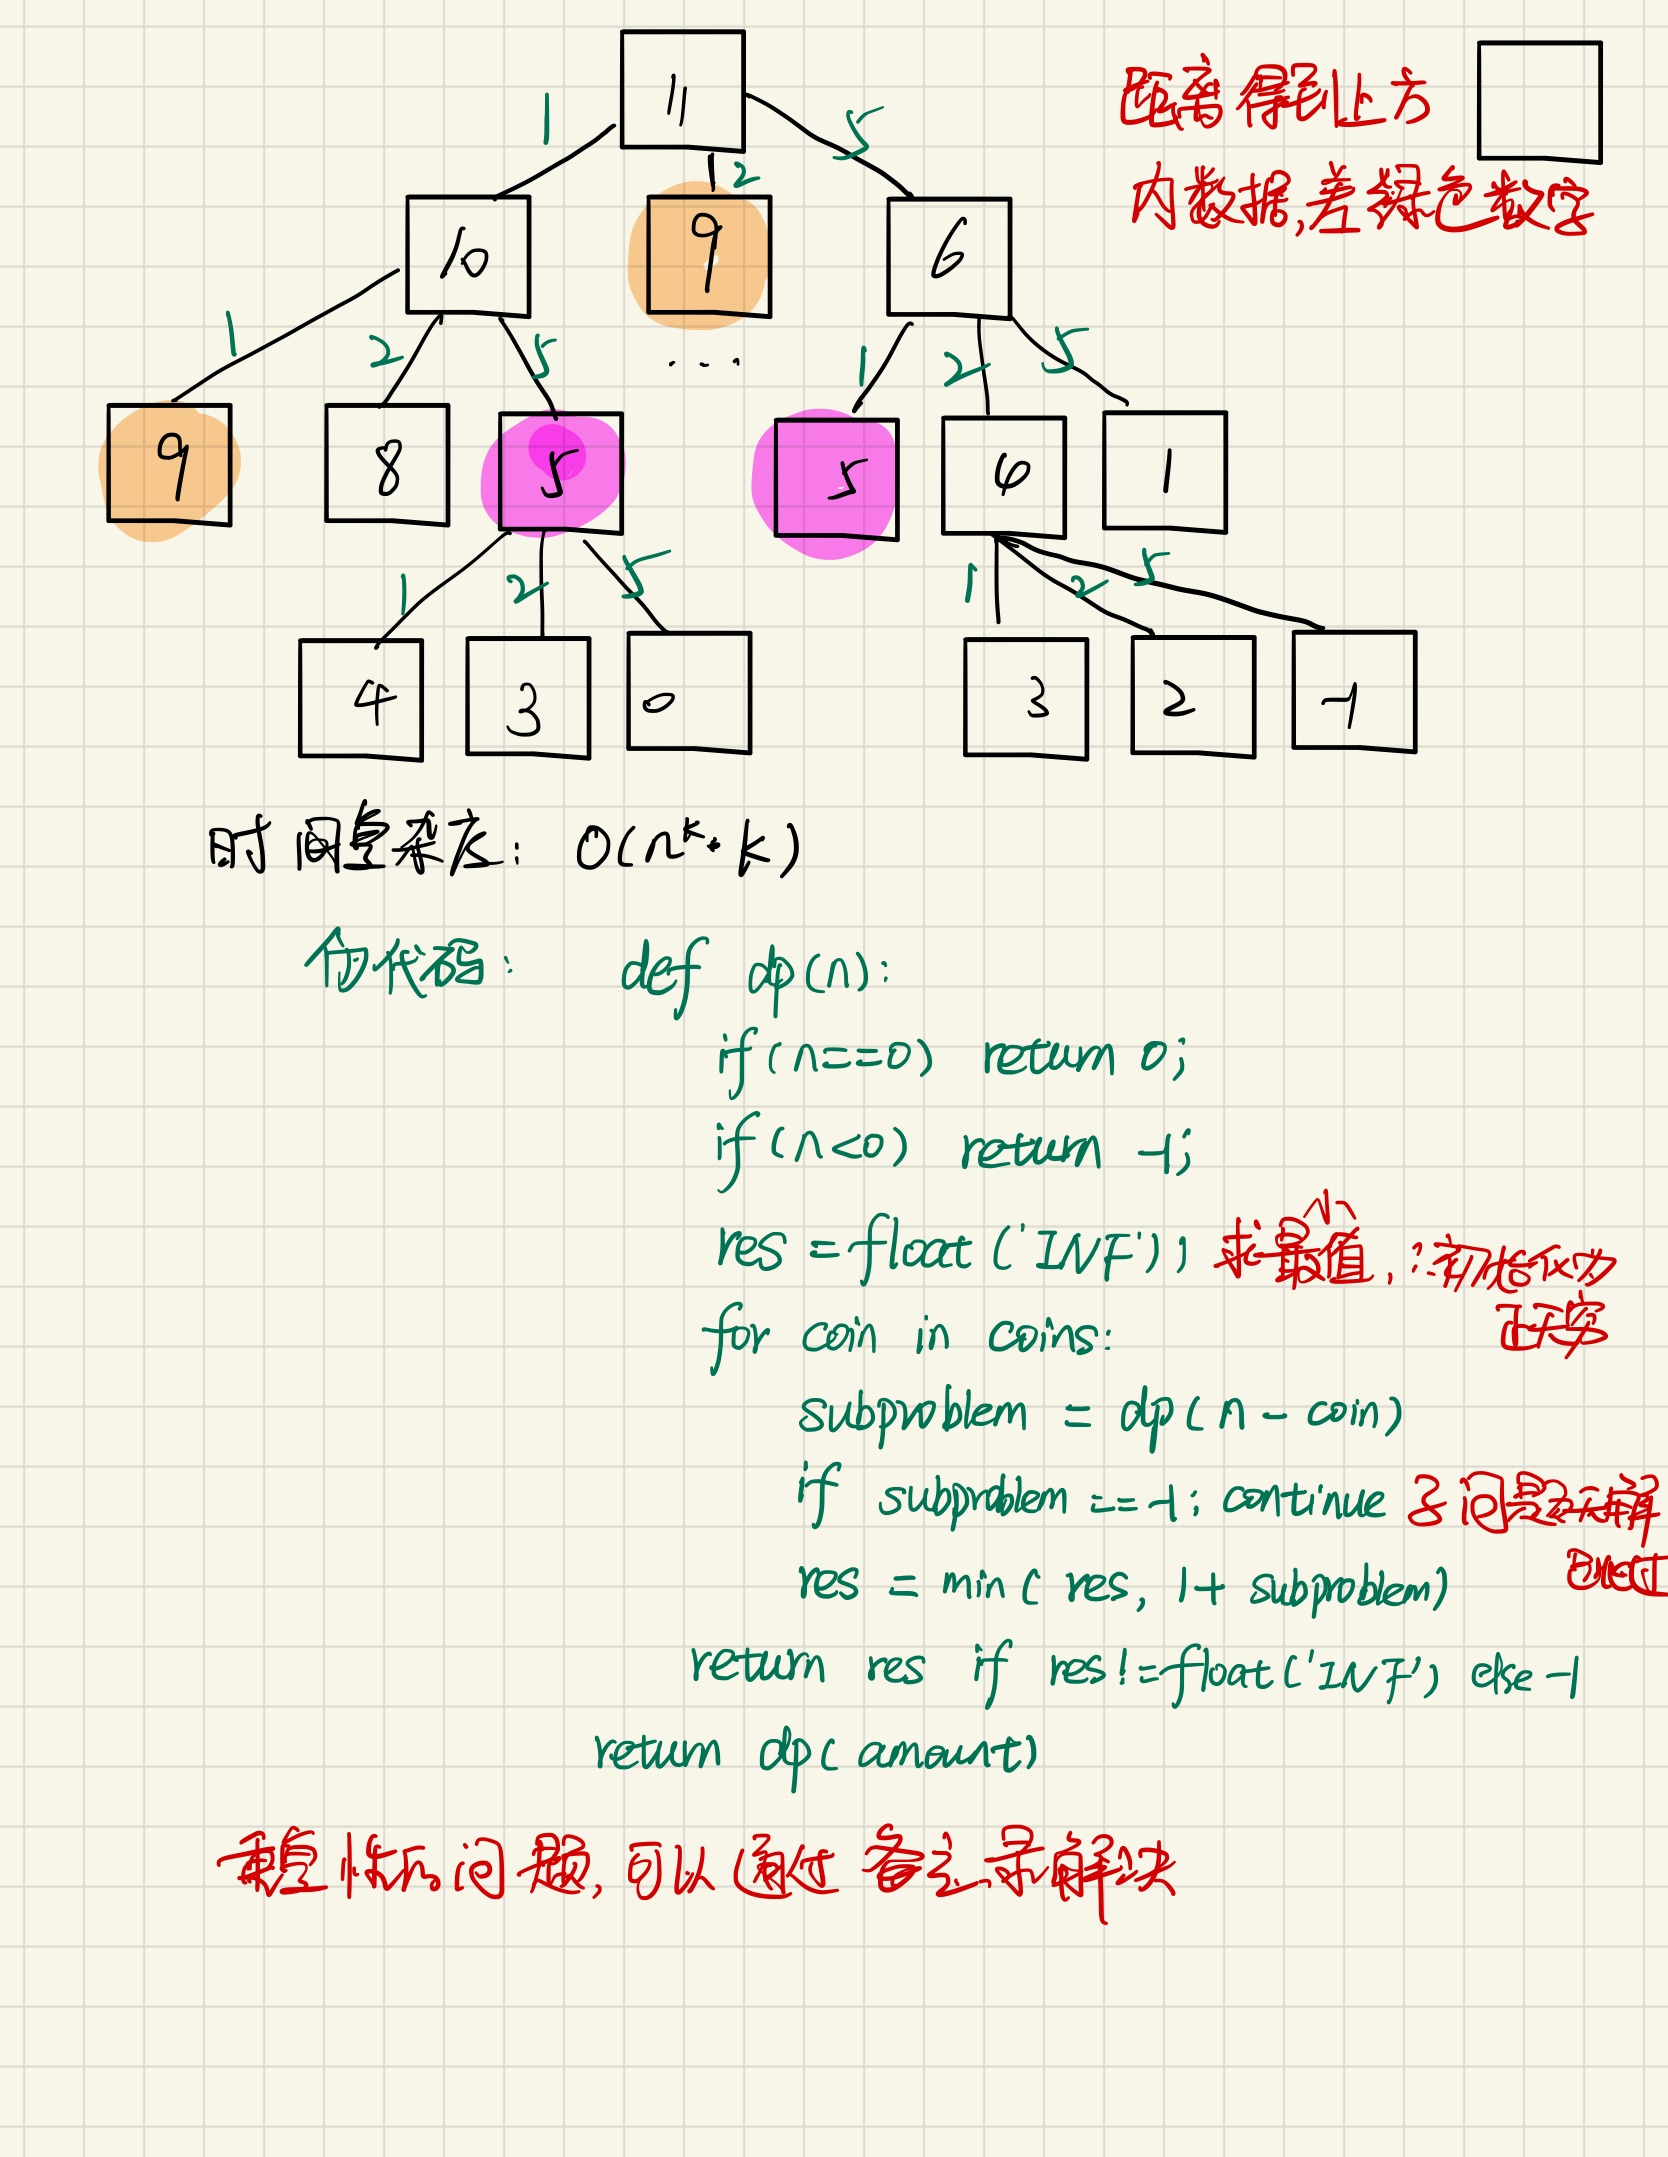 11
距离得到上方
内数据,差绿色数字
1 2 5
10 9 6
1 2 5 ... 1 2 5
9 8 5 5 4 1
1 2 5 1 2 5
4 3 0 3 2 -1
时间复杂度: O(n^k * k)
伪代码: def dp(n):
if(n==0) return 0;
if(n<0) return -1;
res = float('INF') 求最小值, ∴初始化为
正无穷
for coin in coins:
subproblem = dp(n - coin)
if subproblem == -1: continue 子问题无解
res = min( res, 1+ subproblem)
return res if res!=float('INF') else -1
return dp(amount)
重复性的问题,可以通过备忘录解决